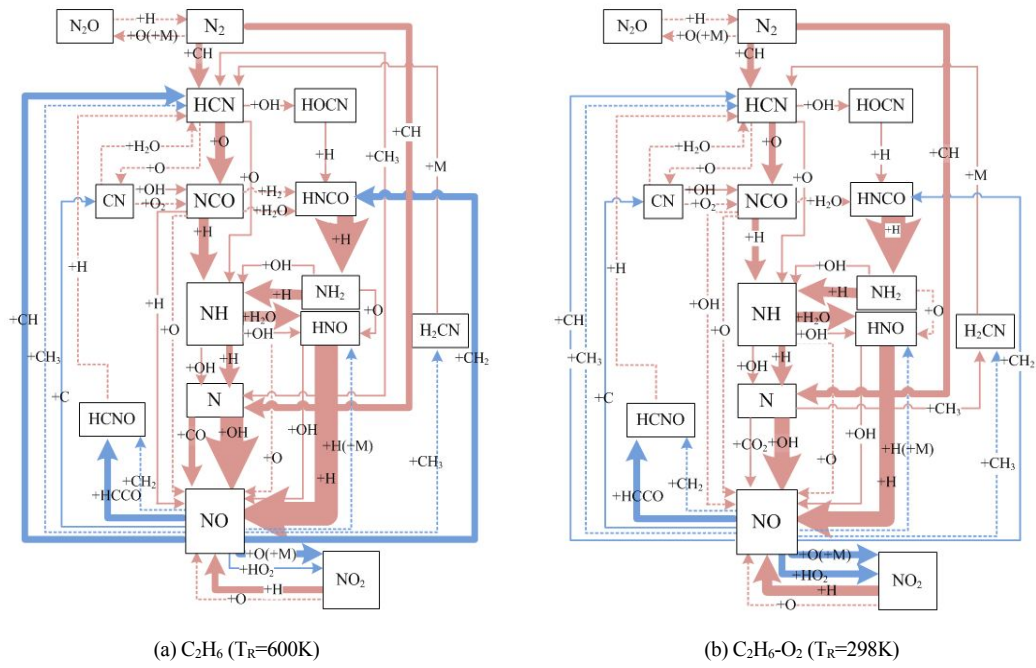 N₂O
+H
N₂
+O(+M)
+CH
HCN
+OH
HOCN
+CH
+O
+CH₃
+H₂O
+H
+M
+O
+O
CN
+OH
NCO
+H₂
HNCO
+O₂
+H₂O
+H
+H
+H
+OH
NH₂
+H
+H
NH
+H₂O
HNO
+O
H₂CN
+O
+OH
+CH
+CH₂
+CH₃
+OH
+H
+C
N
HCNO
+CO
+OH
+OH
+H(+M)
+O
+CH₃
+CH₂
+H
+HCCO
NO
+O(+M)
+HO₂
NO₂
+H
+O
(a) C₂H₆ (T_R=600K)
N₂O
+H
N₂
+O(+M)
+CH
HCN
+OH
HOCN
+CH
+O
+H₂O
+H
+M
+O
+O
CN
+OH
NCO
HNCO
+O₂
+H₂O
+H
+H
+H
+OH
NH₂
+H
+OH
NH
+H₂O
HNO
+O
H₂CN
+O
+OH
+CH
+CH₂
+CH₃
+OH
+H
+C
N
+CH₃
HCNO
+CO₂
+OH
+OH
+H(+M)
+O
+CH₃
+CH₂
+H
+HCCO
NO
+O(+M)
+HO₂
NO₂
+H
+O
(b) C₂H₆-O₂ (T_R=298K)